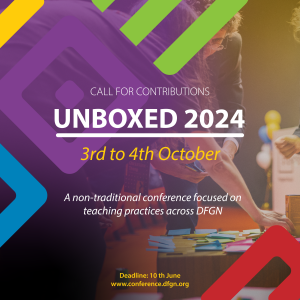 CALL FOR CONTRIBUTIONS
UNBOXED 2024
3rd to 4th October
A non-traditional conference focused on
teaching practices across DFGN
Deadline: 10 th June
www.conference.dfgn.org